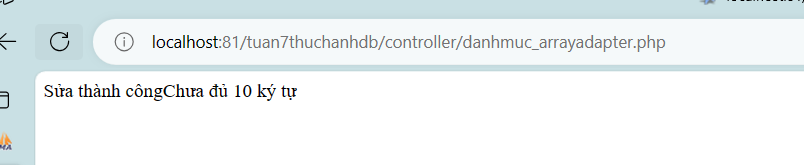 localhost:81/tuan7thuchanhdb/controller/danhmuc_arrayadapter.php
Sửa thành côngChưa đủ 10 ký tự